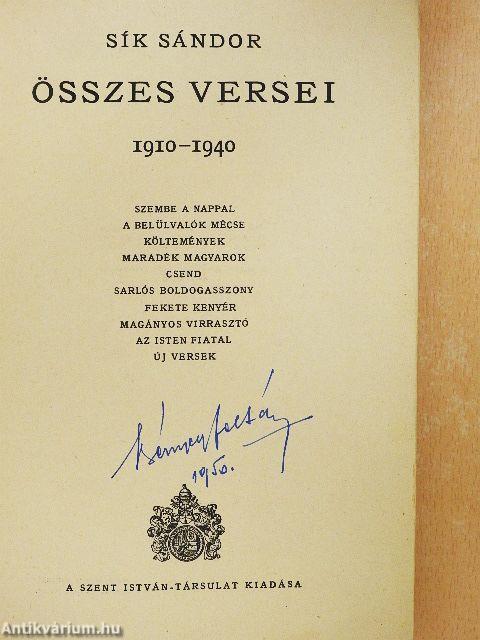 SÍK SÁNDOR
ÖSSZES VERSEI
1910–1940
SZEMBE A NAPPAL
A BELÜLVALÓK MÉCSE
KÖLTEMÉNYEK
MARADÉK MAGYAROK
CSEND
SARLÓS BOLDOGASSZONY
FEKETE KENYÉR
MAGÁNYOS VIRRASZTÓ
AZ ISTEN FIATAL
ÚJ VERSEK
1950.
A SZENT ISTVÁN-TÁRSULAT KIADÁSA
Antikvárium.hu